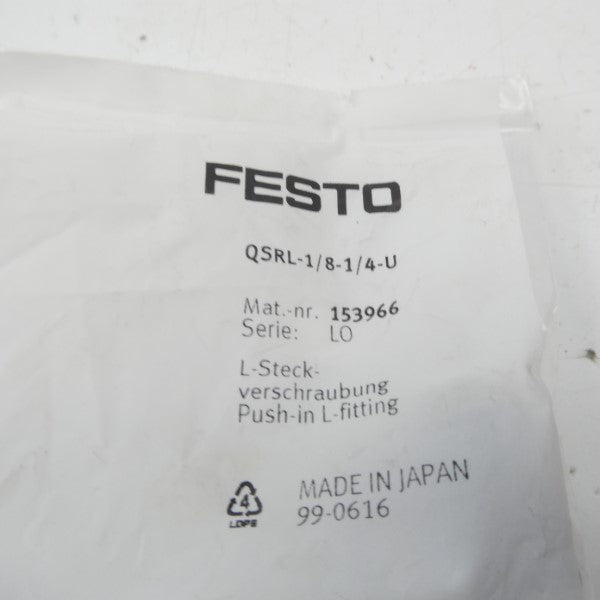 FESTO
QSRL-1/8-1/4-U
Mat.-nr. 153966
Serie: LO
L-Steck-
verschraubung
Push-in L-fitting
4
LDPE
MADE IN JAPAN
99-0616